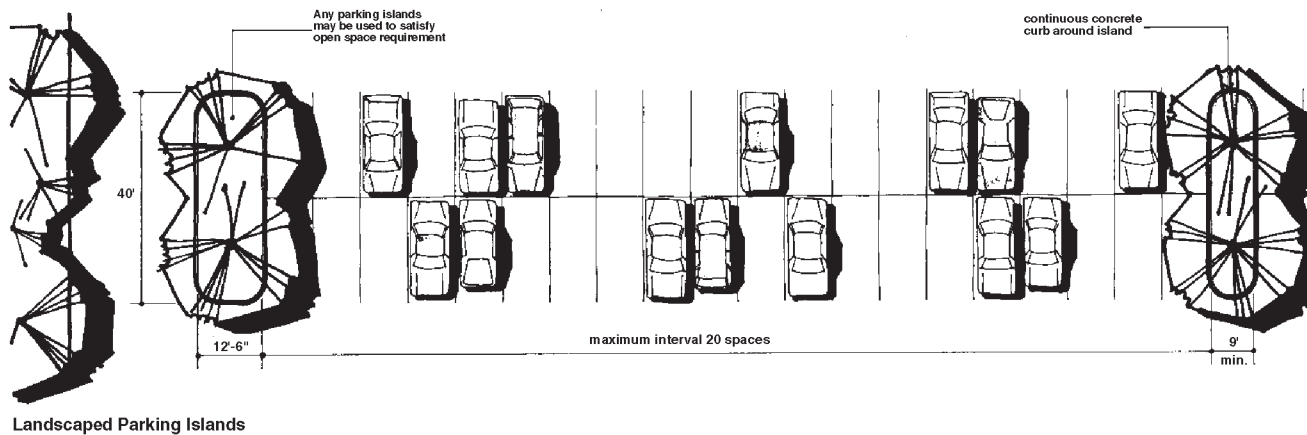 Any parking islands
may be used to satisfy
open space requirement
continuous concrete
curb around island
40'
12'-6"
maximum interval 20 spaces
9'
min.
Landscaped Parking Islands